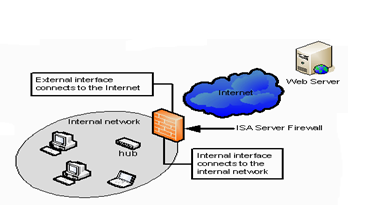 Web Server
External interface
connects to the Internet
Internet
Internal network
ISA Server Firewall
hub
Internal interface
connects to the
internal network